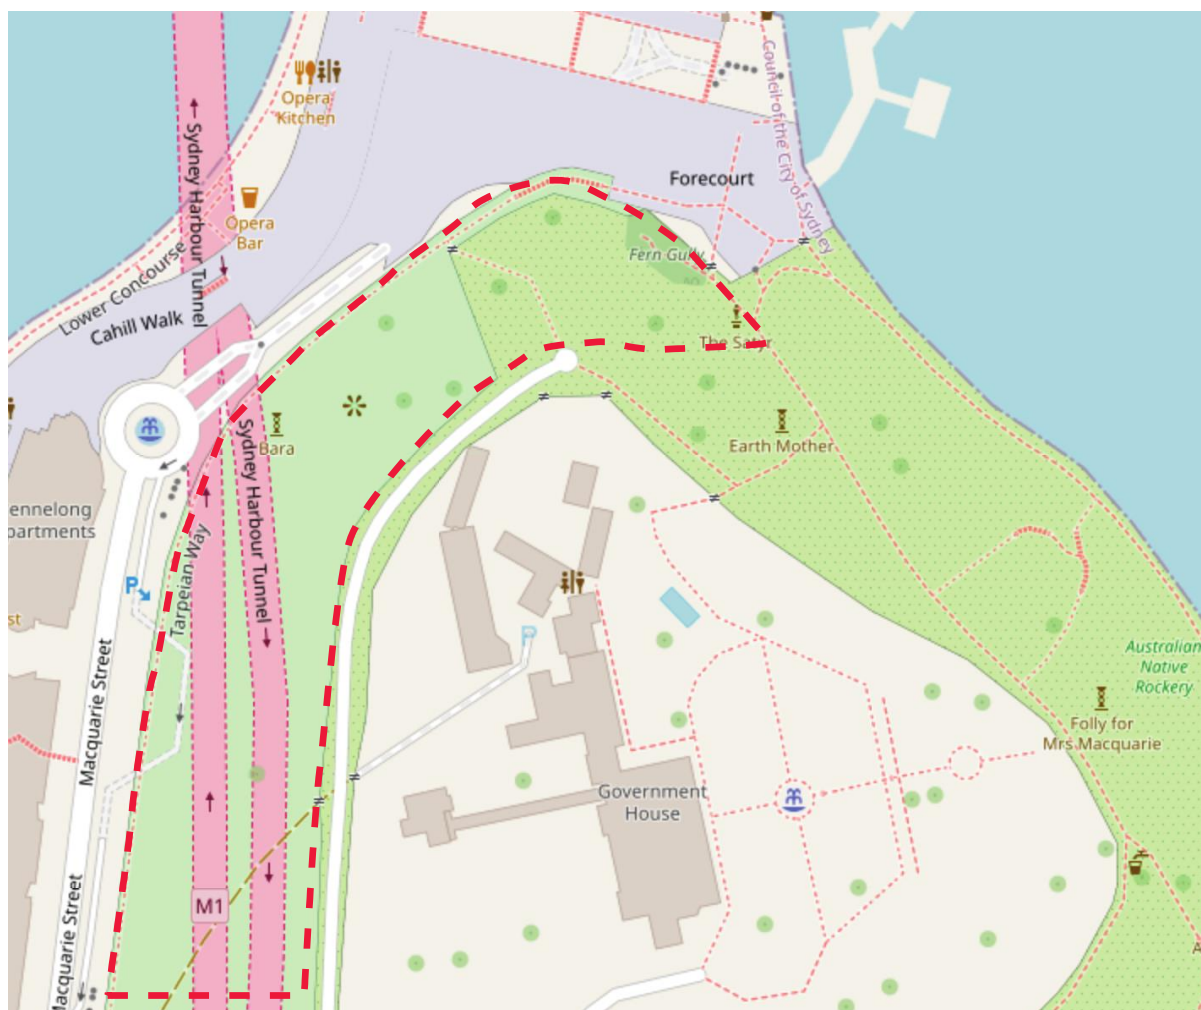 Council of the City of Sydney
Opera
Kitchen
Sydney Harbour Tunnel
Forecourt
Opera
Bar
Lower Concourse
Fern Gully
Cahill Walk
The Satyr
Bara
Earth Mother
Sydney Harbour Tunnel
ennelong
partments
Tarpeian Way
P
P
st
Macquarie Street
Australian
Native
Rockery
Folly for
Mrs Macquarie
Government
House
M1
Macquarie Street
A